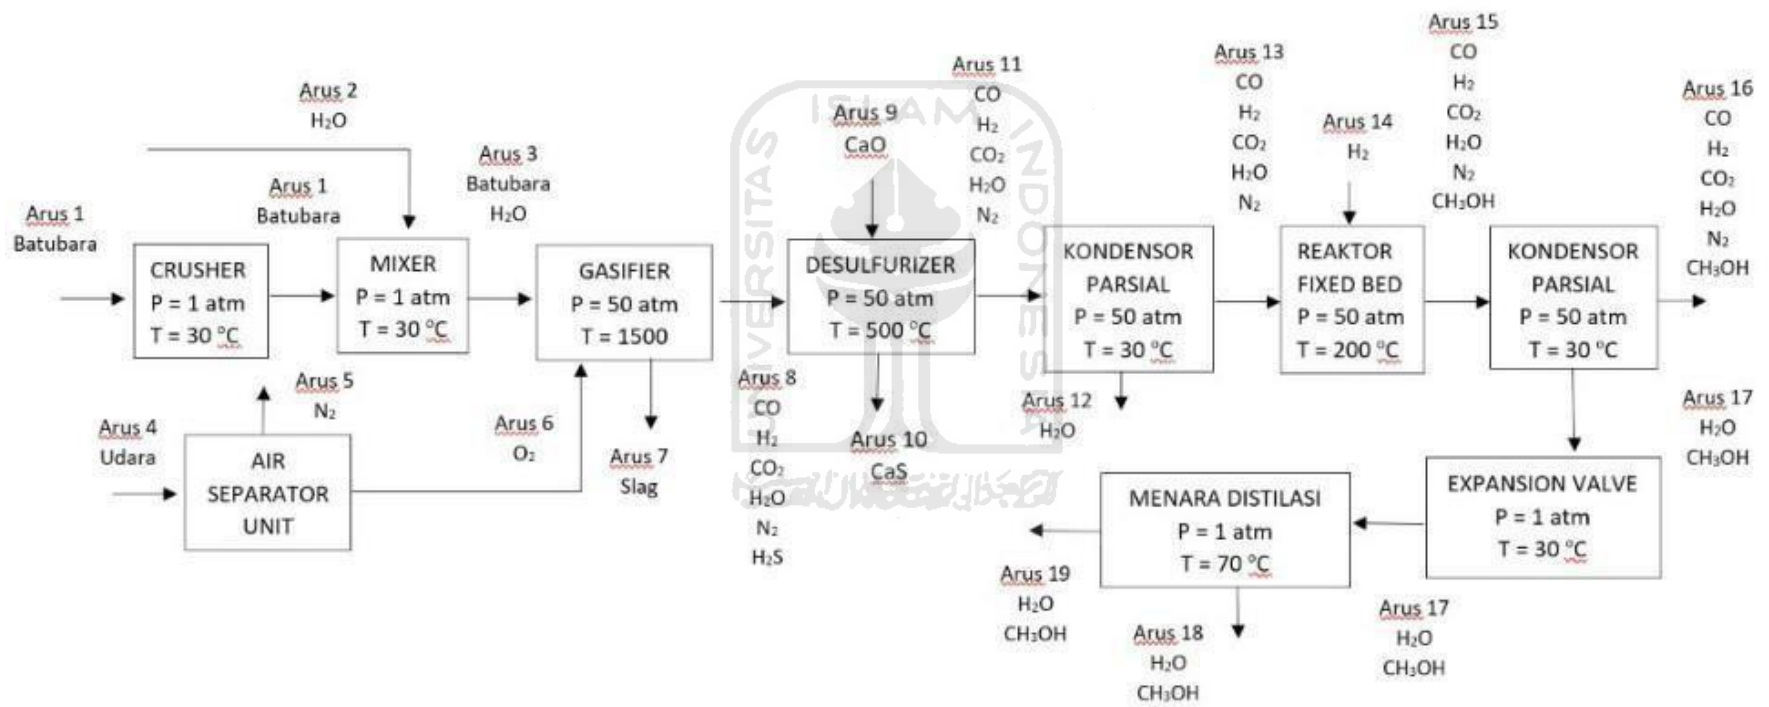 Arus 1
Batubara
Arus 2
H₂O
Arus 1
Batubara
Arus 3
Batubara
H₂O
CRUSHER
P = 1 atm
T = 30 °C
MIXER
P = 1 atm
T = 30 °C
GASIFIER
P = 50 atm
T = 1500
Arus 4
Udara
AIR
SEPARATOR
UNIT
Arus 5
N₂
Arus 6
O₂
Arus 7
Slag
Arus 8
CO
H₂
CO₂
H₂O
N₂
H₂S
Arus 9
CaO
DESULFURIZER
P = 50 atm
T = 500 °C
Arus 10
CaS
Arus 11
CO
H₂
CO₂
H₂O
N₂
KONDENSOR
PARSIAL
P = 50 atm
T = 30 °C
Arus 12
H₂O
Arus 13
CO
H₂
CO₂
H₂O
N₂
Arus 14
H₂
REAKTOR
FIXED BED
P = 50 atm
T = 200 °C
Arus 15
CO
H₂
CO₂
H₂O
N₂
CH₃OH
KONDENSOR
PARSIAL
P = 50 atm
T = 30 °C
Arus 16
CO
H₂
CO₂
H₂O
N₂
CH₃OH
Arus 17
H₂O
CH₃OH
EXPANSION VALVE
P = 1 atm
T = 30 °C
Arus 17
H₂O
CH₃OH
MENARA DISTILASI
P = 1 atm
T = 70 °C
Arus 18
H₂O
CH₃OH
Arus 19
H₂O
CH₃OH
UNIVERSITAS
ISLAM
INDONESIA